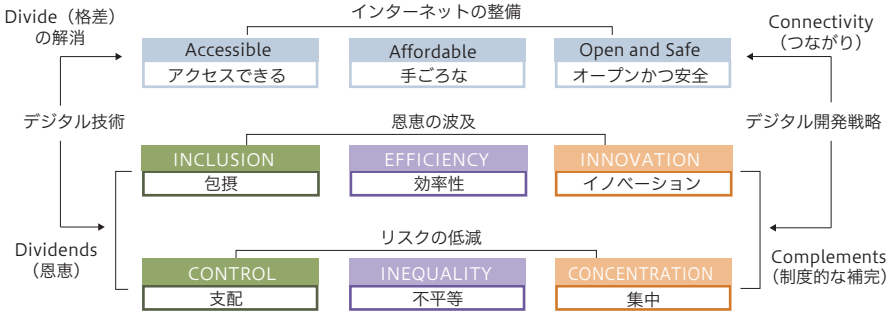 インターネットの整備
Divide（格差）
の解消
Connectivity
（つながり）
Accessible
アクセスできる
Affordable
手ごろな
Open and Safe
オープンかつ安全
デジタル技術
デジタル開発戦略
恩恵の波及
INCLUSION
包摂
EFFICIENCY
効率性
INNOVATION
イノベーション
リスクの低減
Dividends
（恩恵）
Complements
（制度的な補完）
CONTROL
支配
INEQUALITY
不平等
CONCENTRATION
集中